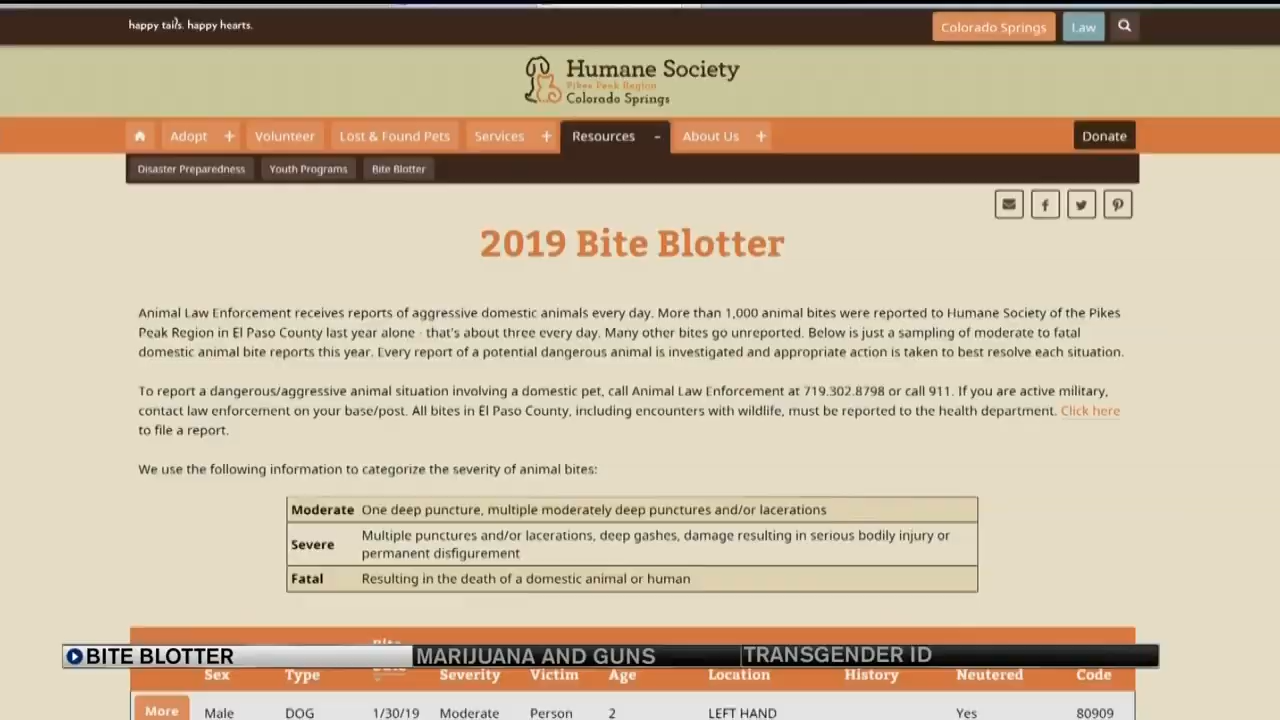 happy tails. happy hearts.
Colorado Springs
Law
Humane Society
Pikes Peak Region
Colorado Springs
Adopt + Volunteer Lost & Found Pets Services + Resources - About Us + Donate
Disaster Preparedness Youth Programs Bite Blotter
2019 Bite Blotter
Animal Law Enforcement receives reports of aggressive domestic animals every day. More than 1,000 animal bites were reported to Humane Society of the Pikes
Peak Region in El Paso County last year alone - that's about three every day. Many other bites go unreported. Below is just a sampling of moderate to fatal
domestic animal bite reports this year. Every report of a potential dangerous animal is investigated and appropriate action is taken to best resolve each situation.
To report a dangerous/aggressive animal situation involving a domestic pet, call Animal Law Enforcement at 719.302.8798 or call 911. If you are active military,
contact law enforcement on your base/post. All bites in El Paso County, including encounters with wildlife, must be reported to the health department. Click here
to file a report.
We use the following information to categorize the severity of animal bites:
Moderate One deep puncture, multiple moderately deep punctures and/or lacerations
Severe Multiple punctures and/or lacerations, deep gashes, damage resulting in serious bodily injury or
permanent disfigurement
Fatal Resulting in the death of a domestic animal or human
BITE BLOTTER MARIJUANA AND GUNS TRANSGENDER ID
Sex Type Severity Victim Age Location History Neutered Code
More Male DOG 1/30/19 Moderate Person 2 LEFT HAND Yes 80909